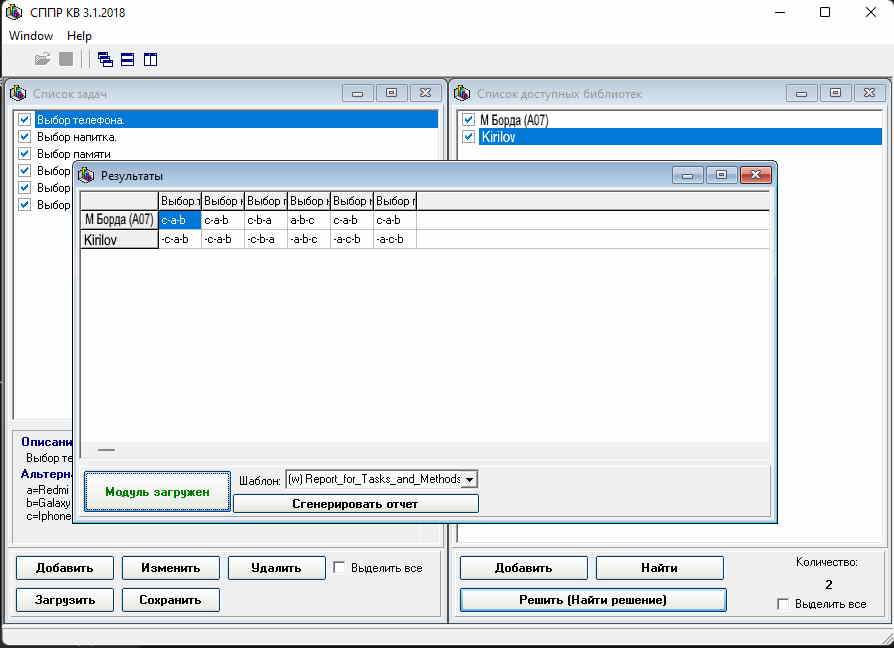 СППР КВ 3.1.2018
Window Help
Список задач
Выбор телефона.
Выбор напитка.
Выбор памяти
Выбор
Выбор
Выбор
Список доступных библиотек
М Борда (А07)
Kirilov
Результаты
Выбор Выбор Выбор Выбор Выбор Выбор
М Борда (А07) c-a-b c-a-b c-b-a a-b-c c-a-b c-a-b
Kirilov -c-a-b -c-a-b -c-b-a -a-b-c -a-c-b -a-c-b
Описани
Выбор те
Альтерн
a=Redmi
b=Galaxy
c=Iphone
Модуль загружен
Шаблон: (w) Report_for_Tasks_and_Methods
Сгенерировать отчет
Добавить Изменить Удалить Выделить все
Загрузить Сохранить
Добавить Найти
Решить (Найти решение)
Количество:
2
Выделить все